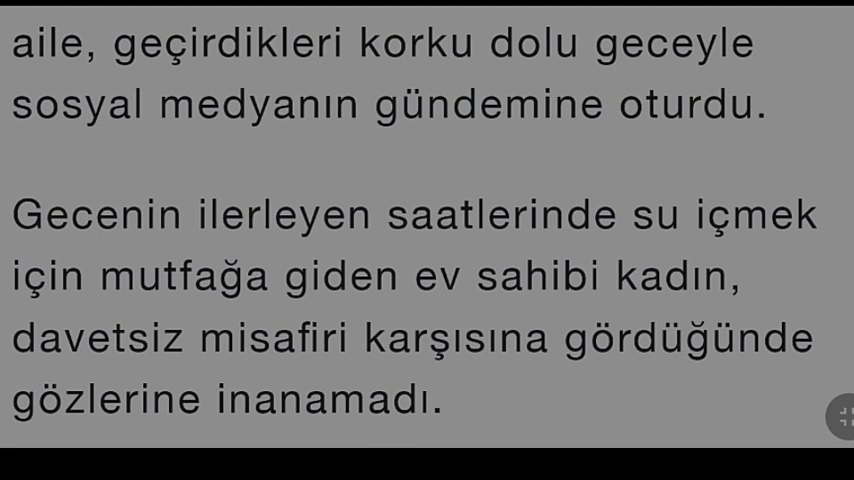 aile, geçirdikleri korku dolu geceyle
sosyal medyanın gündemine oturdu.
Gecenin ilerleyen saatlerinde su içmek
için mutfağa giden ev sahibi kadın,
davetsiz misafiri karşısına gördüğünde
gözlerine inanamadı.